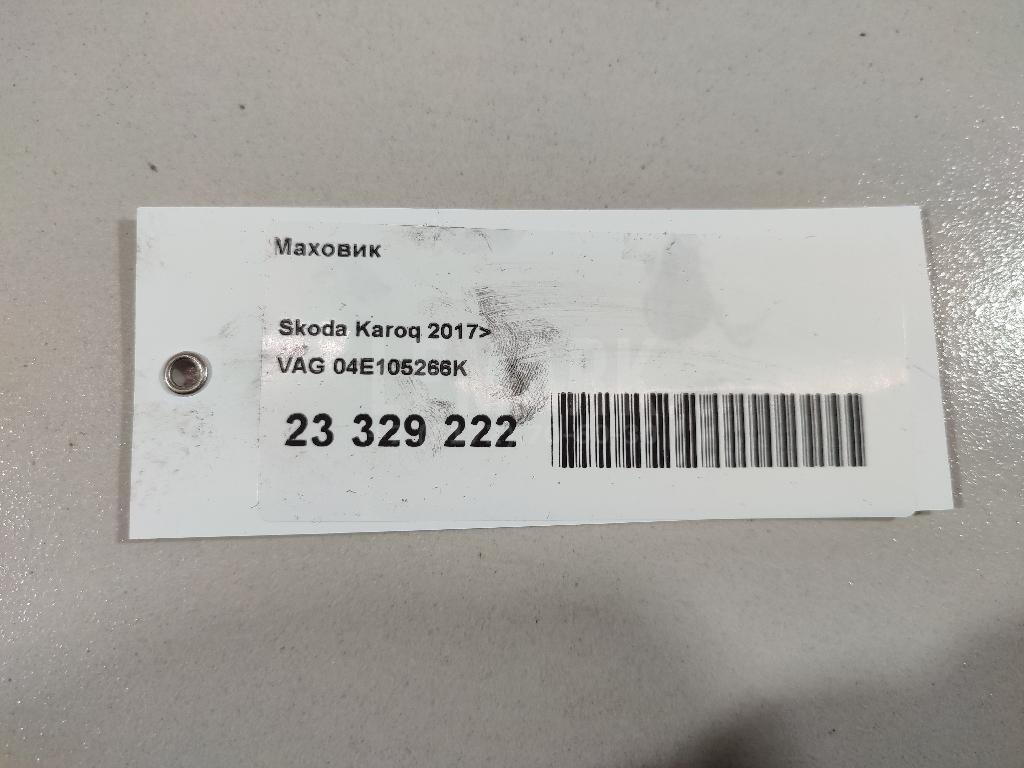 Маховик
Skoda Karoq 2017>
VAG 04E105266K
23 329 222